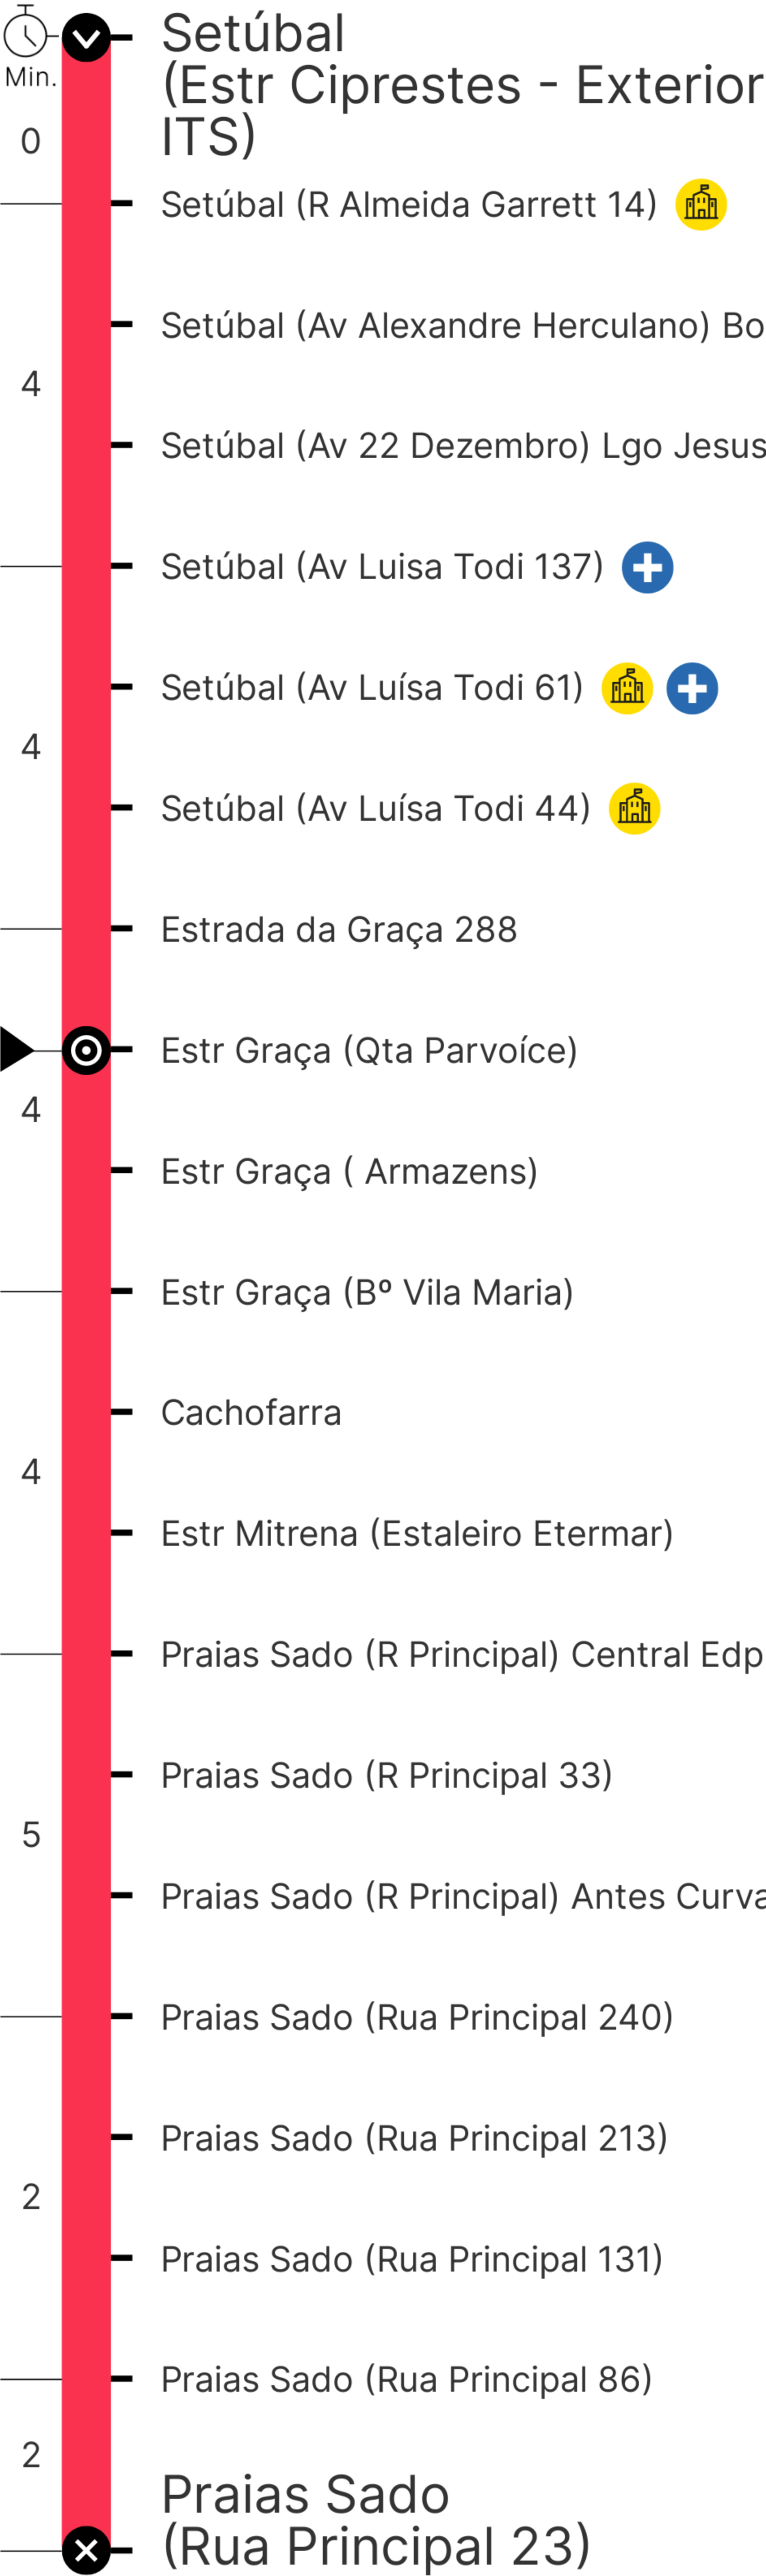 Setúbal
Min.
(Estr Ciprestes - Exterior
0
ITS)
Setúbal (R Almeida Garrett 14)
Setúbal (Av Alexandre Herculano) Bo
4
Setúbal (Av 22 Dezembro) Lgo Jesus
Setúbal (Av Luisa Todi 137)
Setúbal (Av Luísa Todi 61)
4
Setúbal (Av Luísa Todi 44)
Estrada da Graça 288
Estr Graça (Qta Parvoíce)
4
Estr Graça ( Armazens)
Estr Graça (Bº Vila Maria)
Cachofarra
4
Estr Mitrena (Estaleiro Etermar)
Praias Sado (R Principal) Central Edp
Praias Sado (R Principal 33)
5
Praias Sado (R Principal) Antes Curva
Praias Sado (Rua Principal 240)
Praias Sado (Rua Principal 213)
2
Praias Sado (Rua Principal 131)
Praias Sado (Rua Principal 86)
2
Praias Sado
(Rua Principal 23)